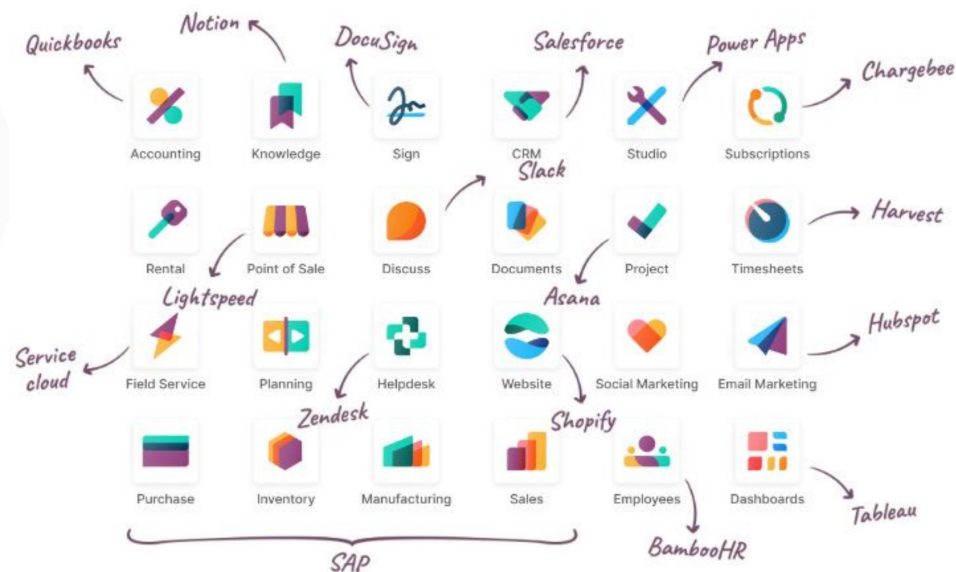 Quickbooks
Notion
DocuSign
Salesforce
Power Apps
Chargebee
Accounting
Knowledge
Sign
CRM
Studio
Subscriptions
Slack
Harvest
Rental
Point of Sale
Discuss
Documents
Project
Timesheets
Lightspeed
Asana
Hubspot
Service
cloud
Field Service
Planning
Helpdesk
Website
Social Marketing
Email Marketing
Zendesk
Shopify
Purchase
Inventory
Manufacturing
Sales
Employees
Dashboards
Tableau
SAP
BambooHR